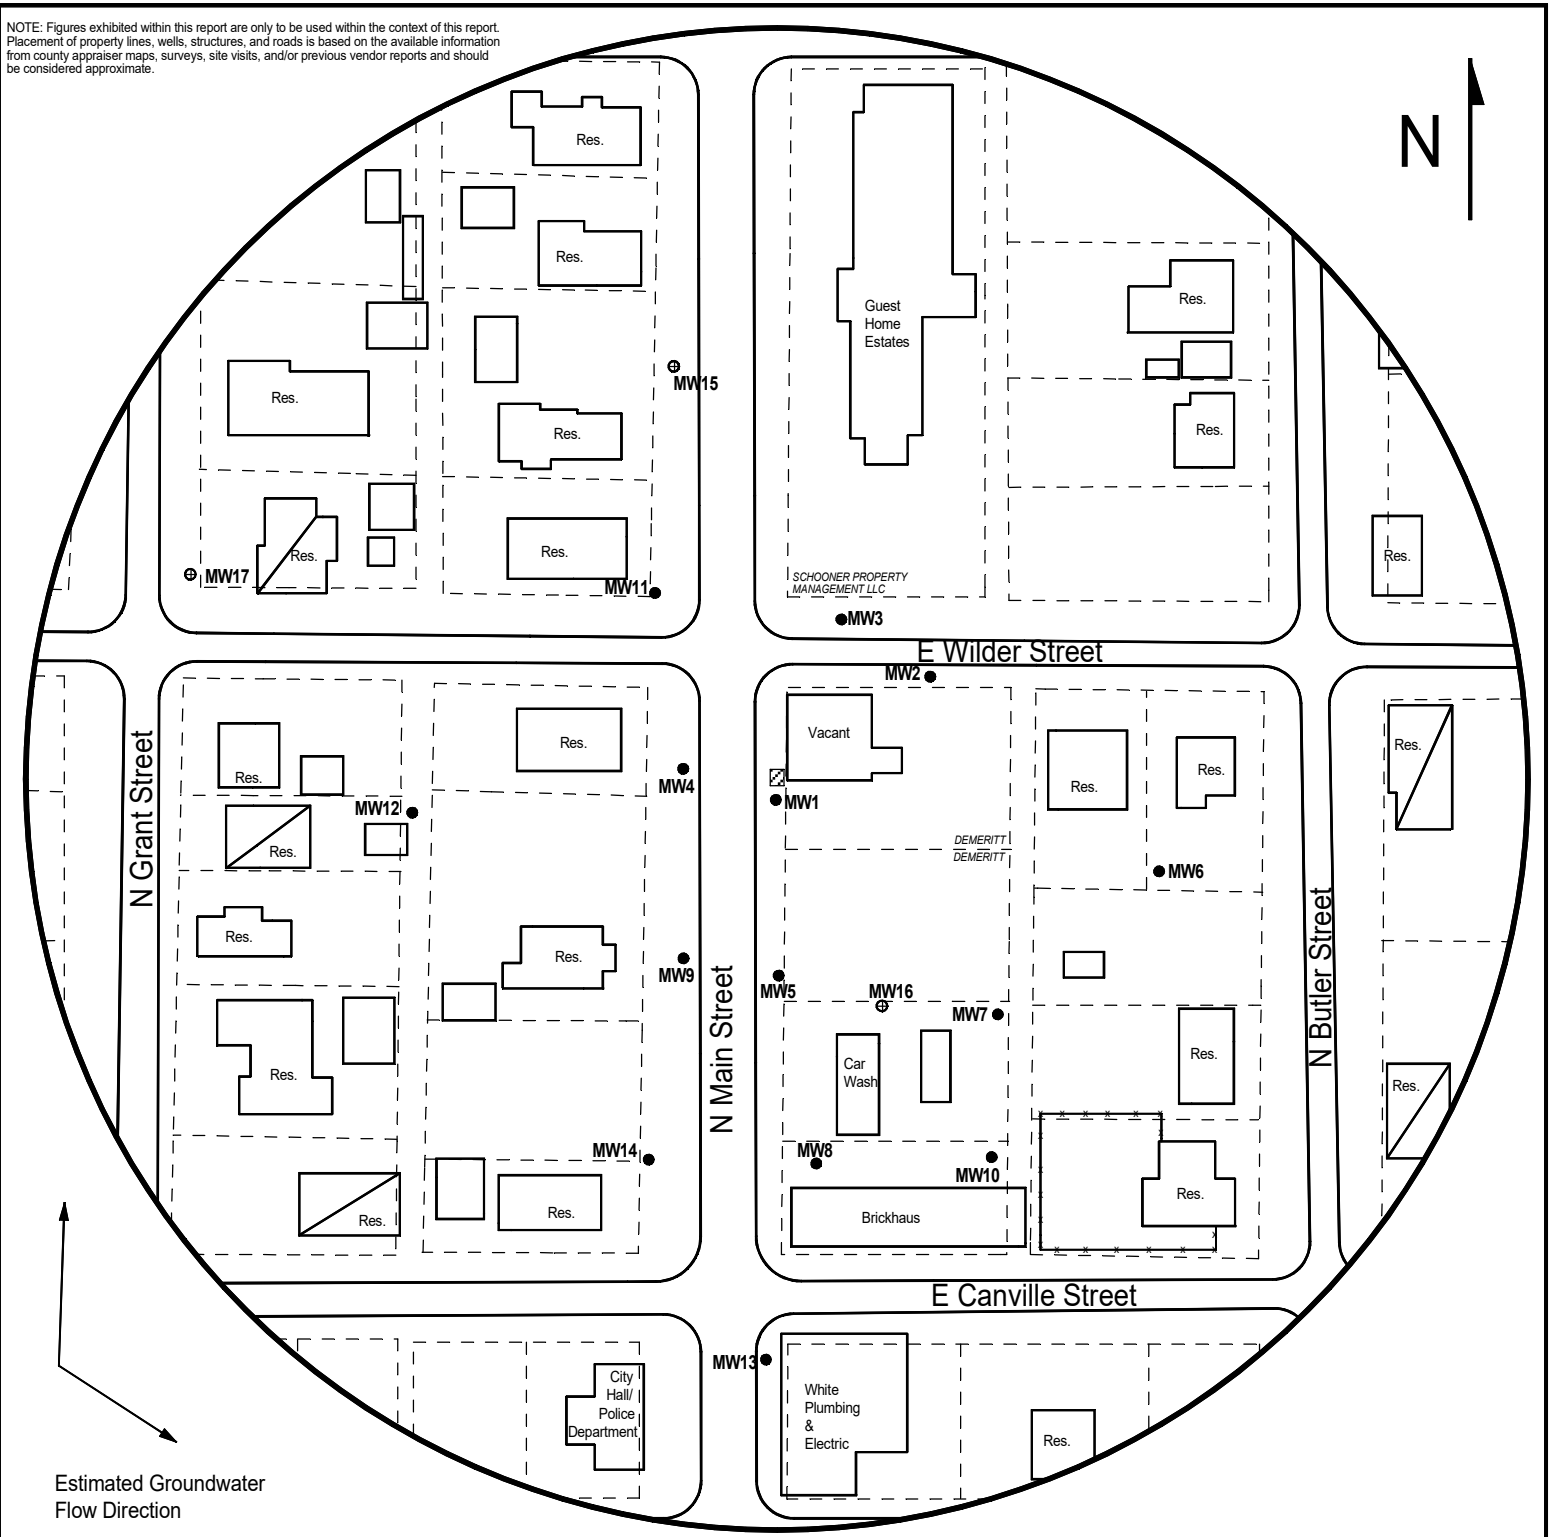 NOTE: Figures exhibited within this report are only to be used within the context of this report.
Placement of property lines, wells, structures, and roads is based on the available information
from county appraiser maps, surveys, site visits, and/or previous vendor reports and should
be considered approximate.
N
Res.
Res.
Guest
Home
Estates
Res.
MW15
Res.
Res.
Res.
Res.
Res.
Res.
MW17
MW11
SCHOONER PROPERTY
MANAGEMENT LLC
MW3
E Wilder Street
MW2
N Grant Street
Res.
Res.
Vacant
Res.
Res.
Res.
MW4
MW1
MW12
Res.
DEMERITT
DEMERITT
MW6
Res.
Res.
MW9
N Main Street
MW5
MW16
MW7
N Butler Street
Res.
Car
Wash
Res.
Res.
MW14
MW8
MW10
Res.
Res.
Brickhaus
Res.
E Canville Street
MW13
City
Hall/
Police
Department
White
Plumbing
&
Electric
Res.
Estimated Groundwater
Flow Direction